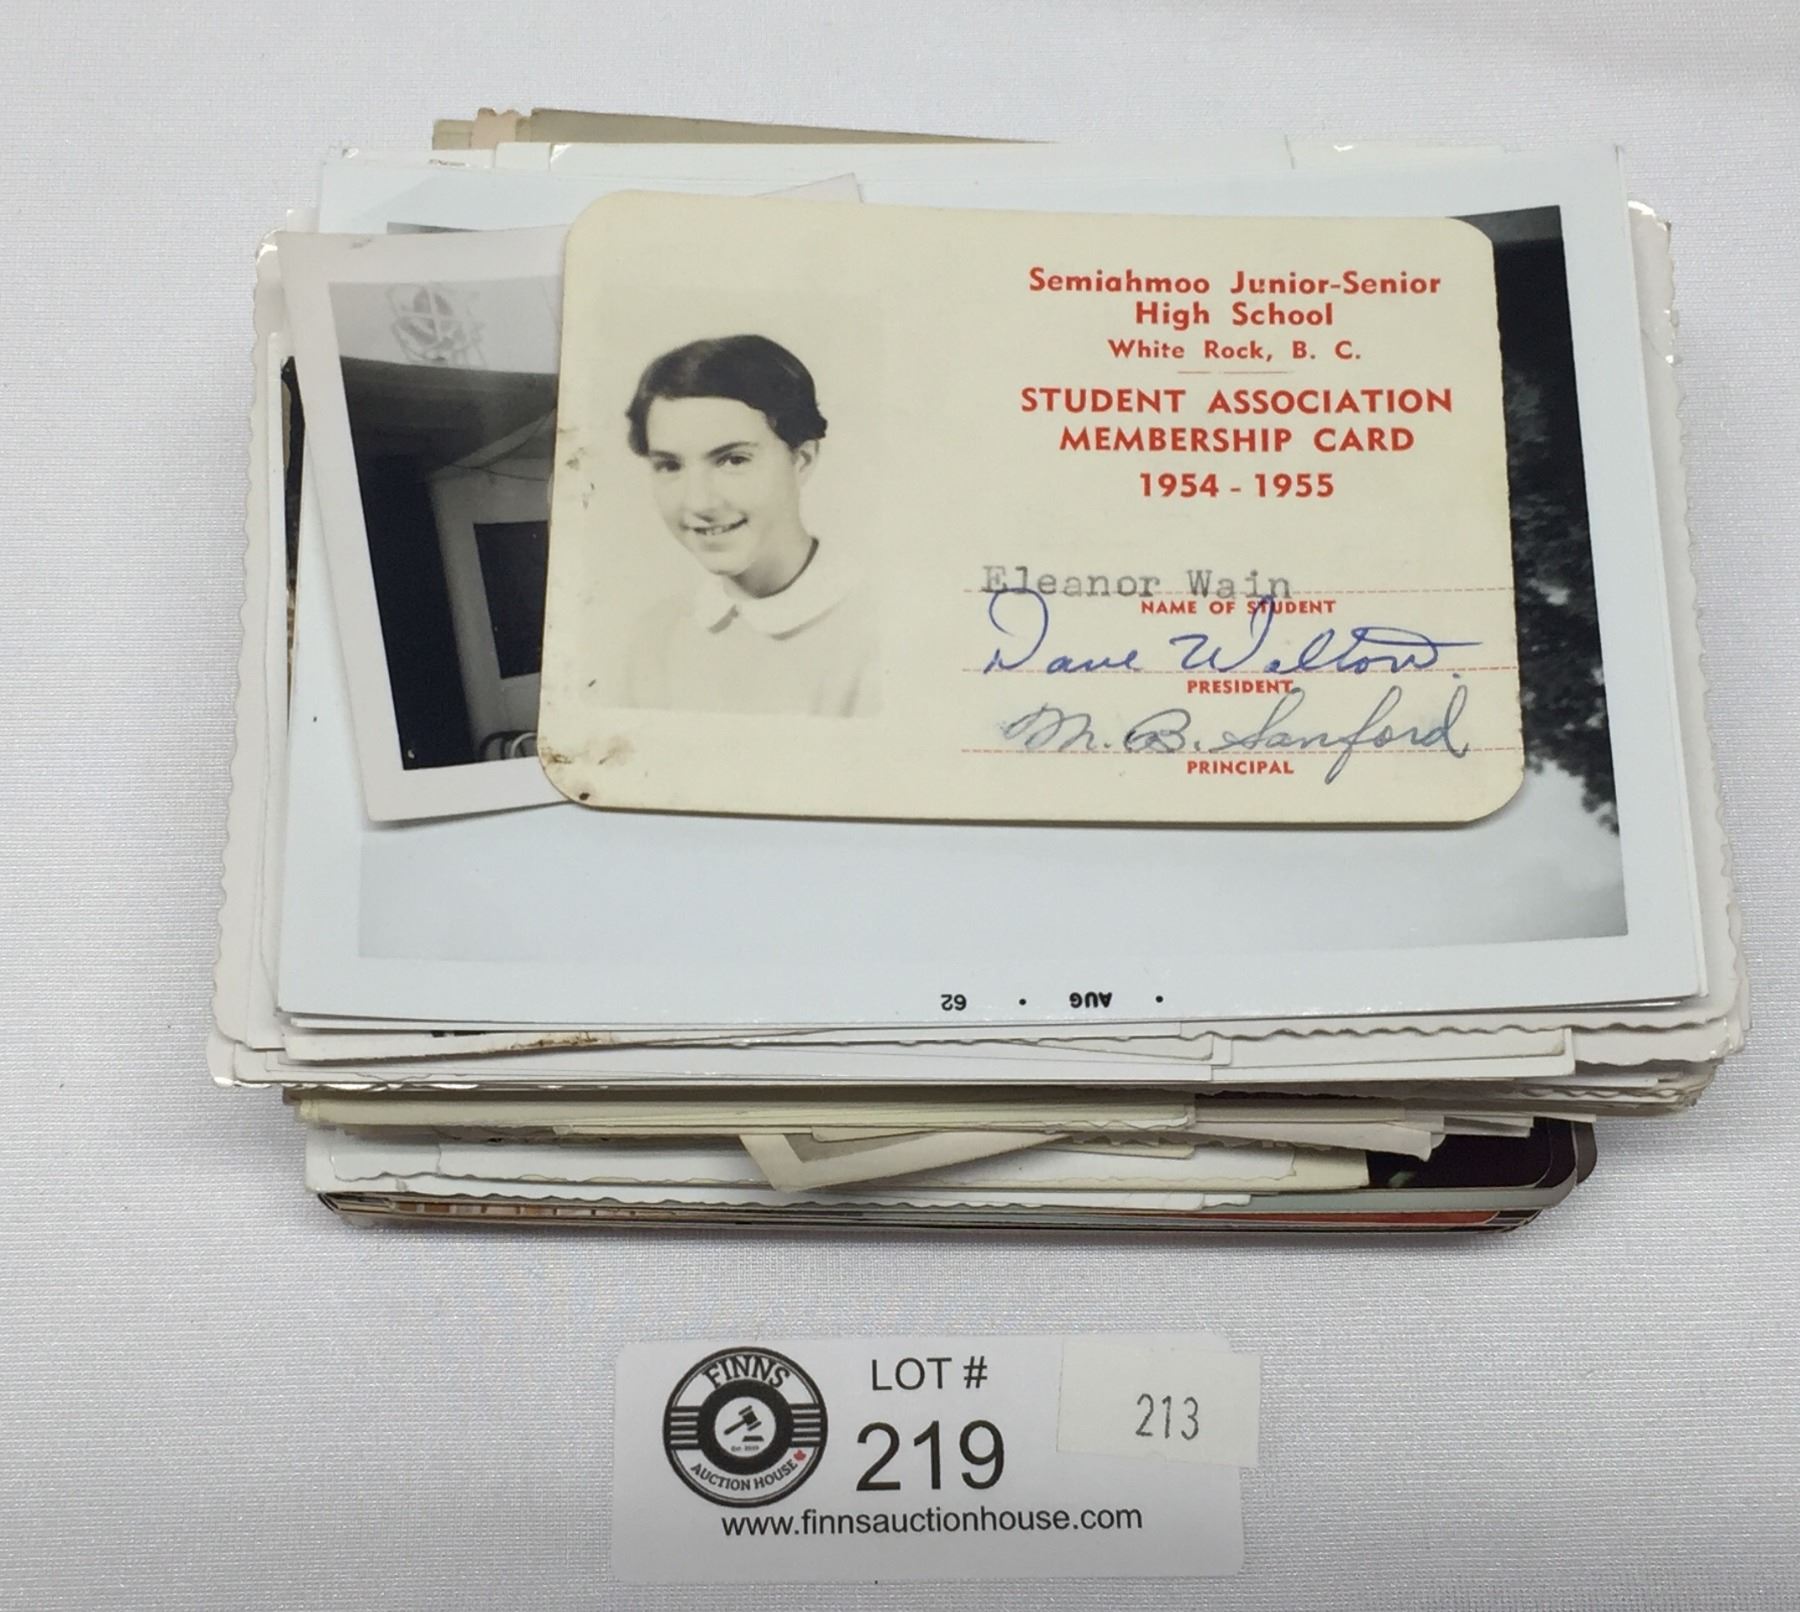 Semiahmoo Junior-Senior
High School
White Rock, B. C.
STUDENT ASSOCIATION
MEMBERSHIP CARD
1954 - 1955
Eleanor Wain
NAME OF STUDENT
Dave Wilton.
PRESIDENT
M. B. Sanford
PRINCIPAL
• AUG • 62
FINNS
AUCTION HOUSE
LOT #
219
213
www.finnsauctionhouse.com